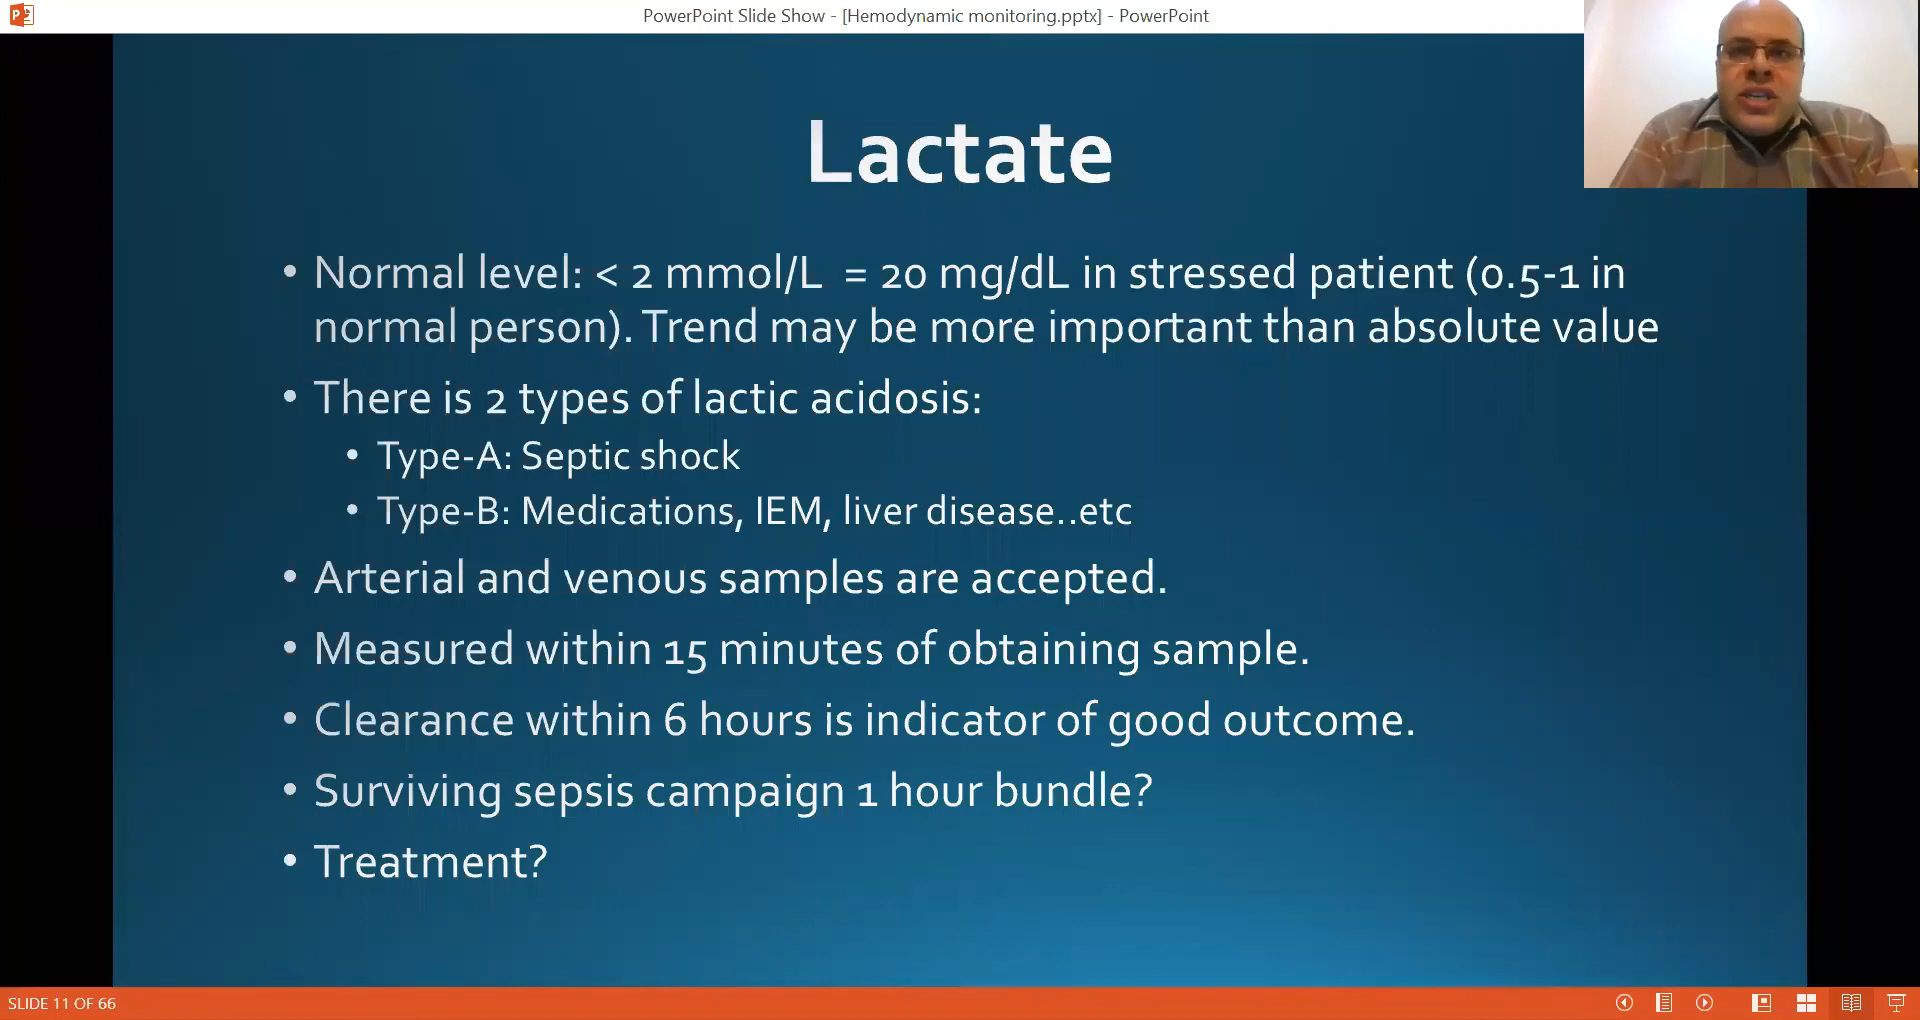 PowerPoint Slide Show - [Hemodynamic monitoring.pptx] - PowerPoint
Lactate
• Normal level: < 2 mmol/L = 20 mg/dL in stressed patient (0.5-1 in
normal person). Trend may be more important than absolute value
• There is 2 types of lactic acidosis:
• Type-A: Septic shock
• Type-B: Medications, IEM, liver disease..etc
• Arterial and venous samples are accepted.
• Measured within 15 minutes of obtaining sample.
• Clearance within 6 hours is indicator of good outcome.
• Surviving sepsis campaign 1 hour bundle?
• Treatment?
SLIDE 11 OF 66